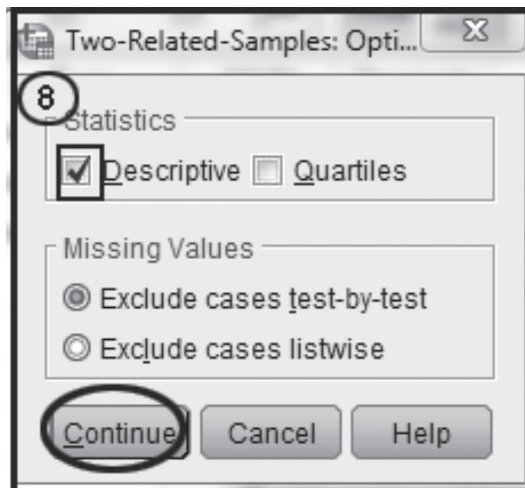 Two-Related-Samples: Opti...
8
Statistics
Descriptive Quartiles
Missing Values
Exclude cases test-by-test
Exclude cases listwise
Continue Cancel Help